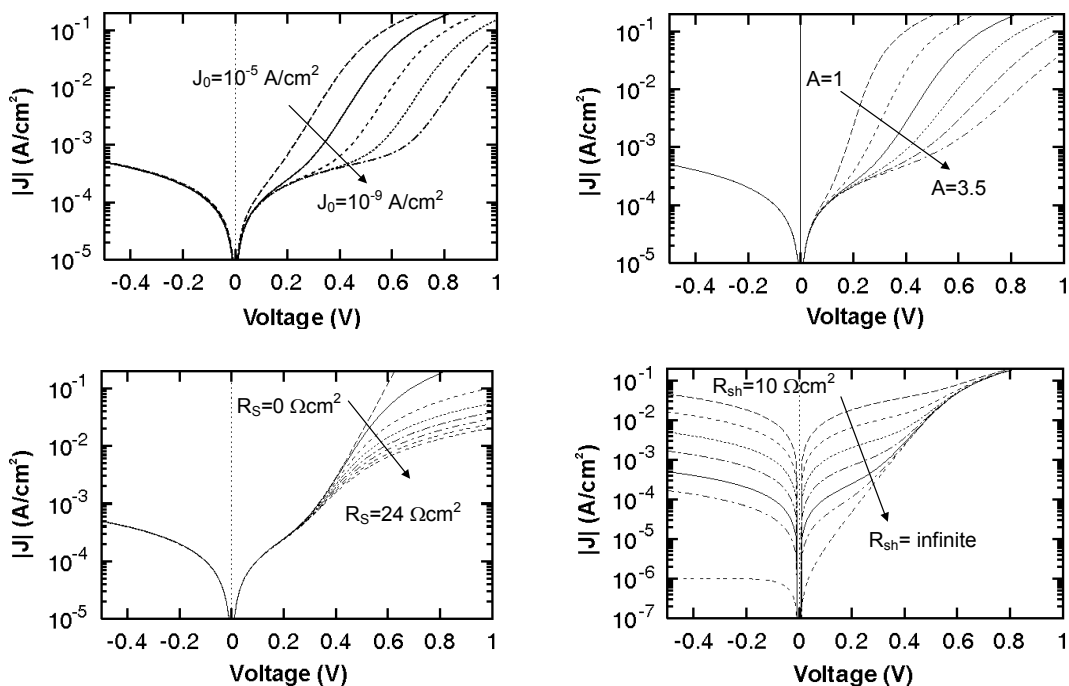 |J| (A/cm²)
10⁻¹
10⁻²
10⁻³
10⁻⁴
10⁻⁵
J₀=10⁻⁵ A/cm²
J₀=10⁻⁹ A/cm²
-0.4 -0.2 0 0.2 0.4 0.6 0.8 1
Voltage (V)
|J| (A/cm²)
10⁻¹
10⁻²
10⁻³
10⁻⁴
10⁻⁵
A=1
A=3.5
-0.4 -0.2 0 0.2 0.4 0.6 0.8 1
Voltage (V)
|J| (A/cm²)
10⁻¹
10⁻²
10⁻³
10⁻⁴
10⁻⁵
R_S=0 Ωcm²
R_S=24 Ωcm²
-0.4 -0.2 0 0.2 0.4 0.6 0.8 1
Voltage (V)
|J| (A/cm²)
10⁻¹
10⁻²
10⁻³
10⁻⁴
10⁻⁵
10⁻⁶
10⁻⁷
R_sh=10 Ωcm²
R_sh= infinite
-0.4 -0.2 0 0.2 0.4 0.6 0.8 1
Voltage (V)